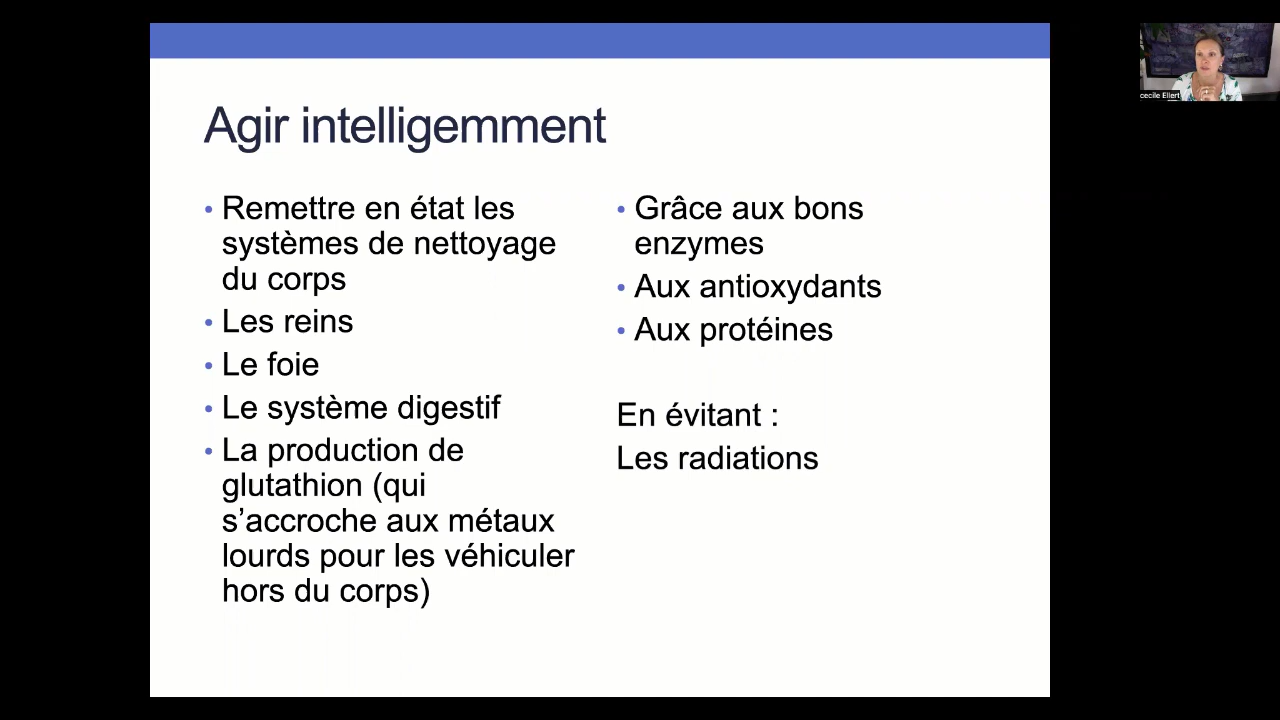 Agir intelligemment
• Remettre en état les
systèmes de nettoyage
du corps
• Les reins
• Le foie
• Le système digestif
• La production de
glutathion (qui
s’accroche aux métaux
lourds pour les véhiculer
hors du corps)
• Grâce aux bons
enzymes
• Aux antioxydants
• Aux protéines
En évitant :
Les radiations
cecile Ellert